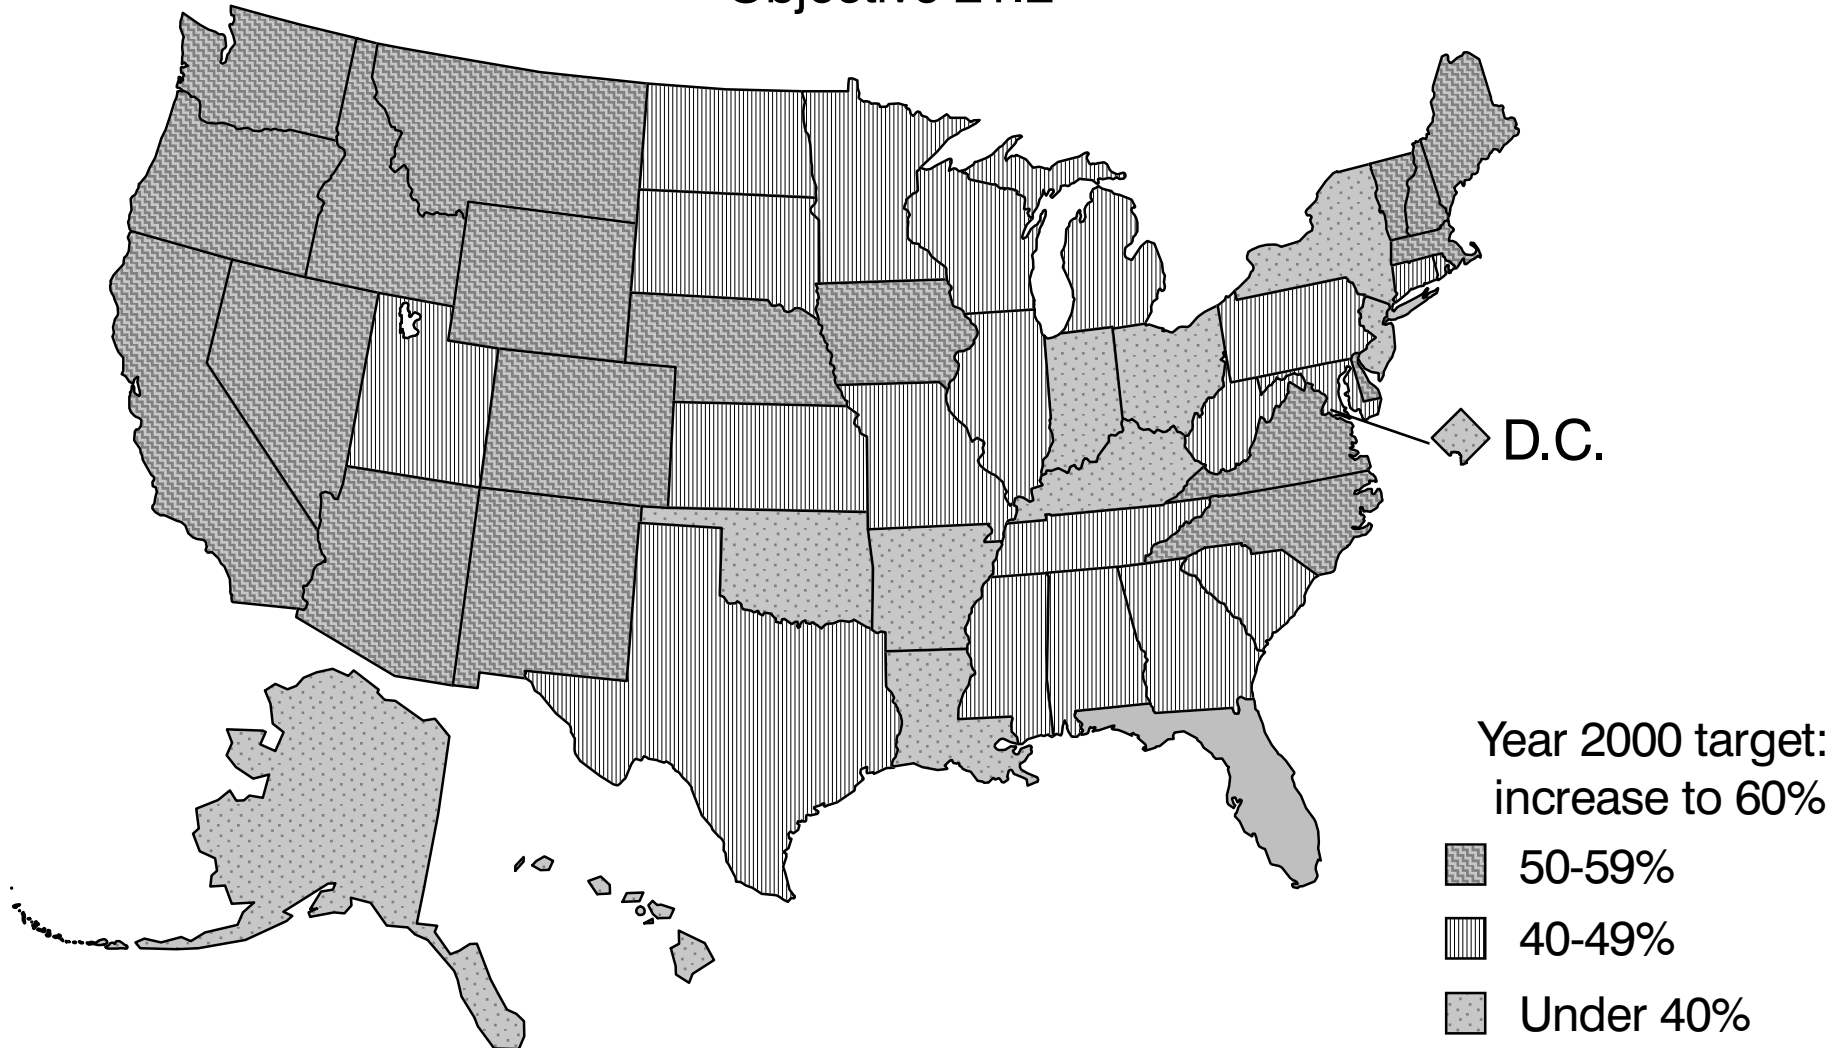 D.C.
Year 2000 target:
increase to 60%
50-59%
40-49%
Under 40%